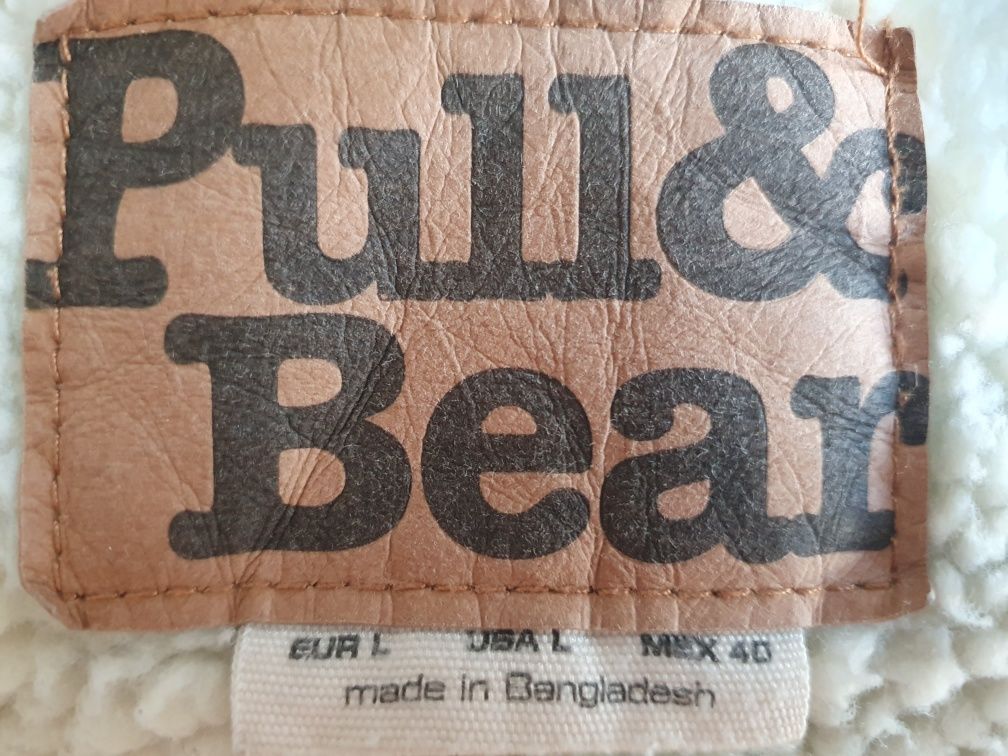 Pull&
Bear
EUR L USA L MEX 40
made in Bangladesh